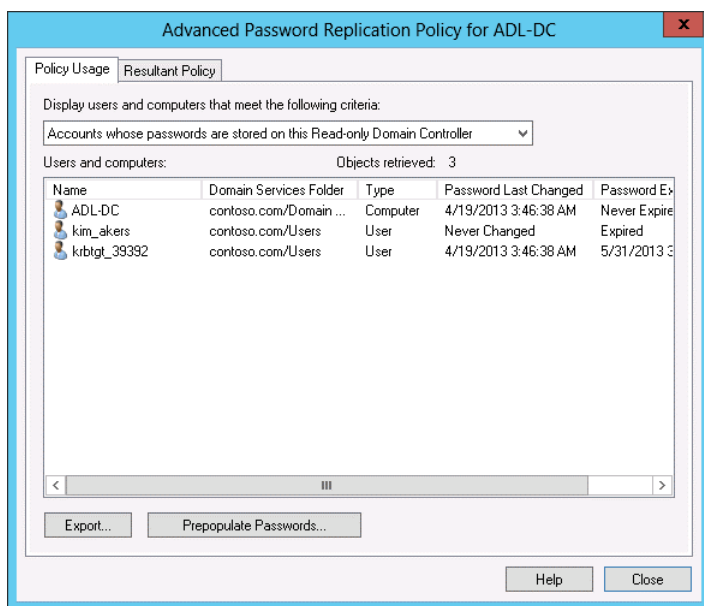 Advanced Password Replication Policy for ADL-DC
x
Policy Usage Resultant Policy
Display users and computers that meet the following criteria:
Accounts whose passwords are stored on this Read-only Domain Controller
Users and computers: Objects retrieved: 3
Name Domain Services Folder Type Password Last Changed Password Ex
ADL-DC contoso.com/Domain ... Computer 4/19/2013 3:46:38 AM Never Expire
kim_akers contoso.com/Users User Never Changed Expired
krbtgt_39392 contoso.com/Users User 4/19/2013 3:46:38 AM 5/31/2013 3
Export... Prepopulate Passwords...
Help Close